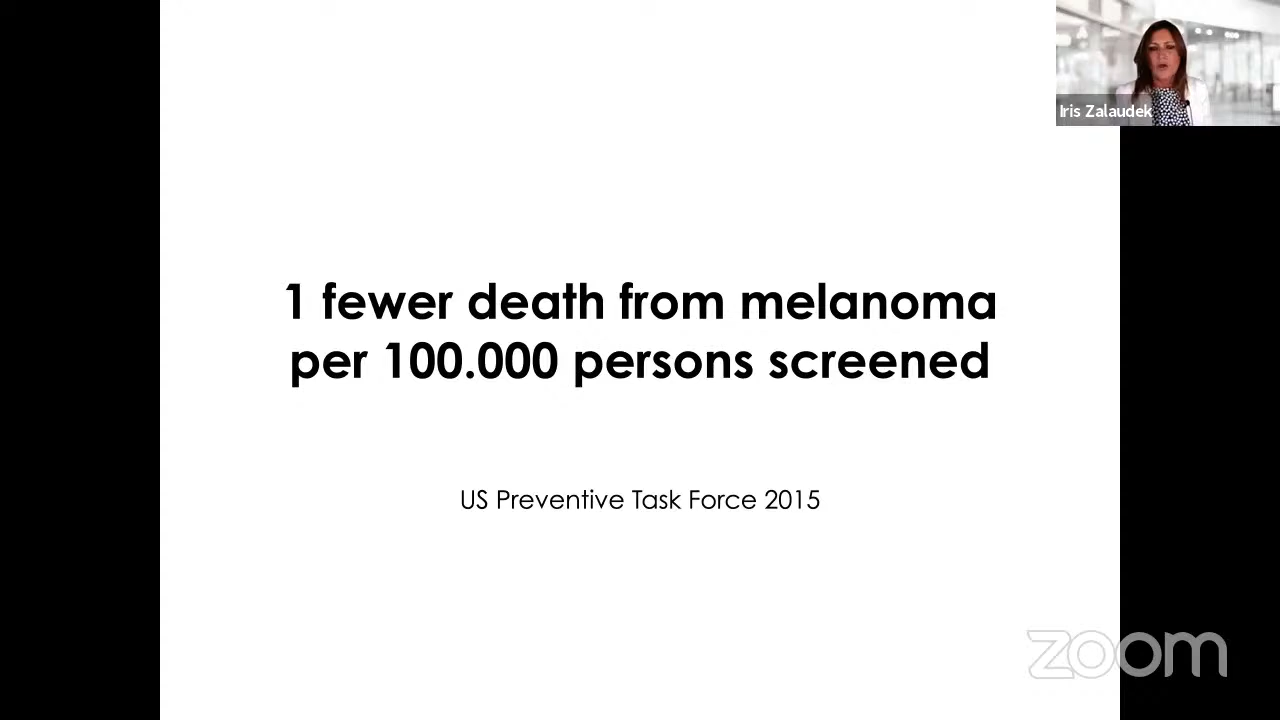 Iris Zalaudek
1 fewer death from melanoma
per 100.000 persons screened
US Preventive Task Force 2015
zoom